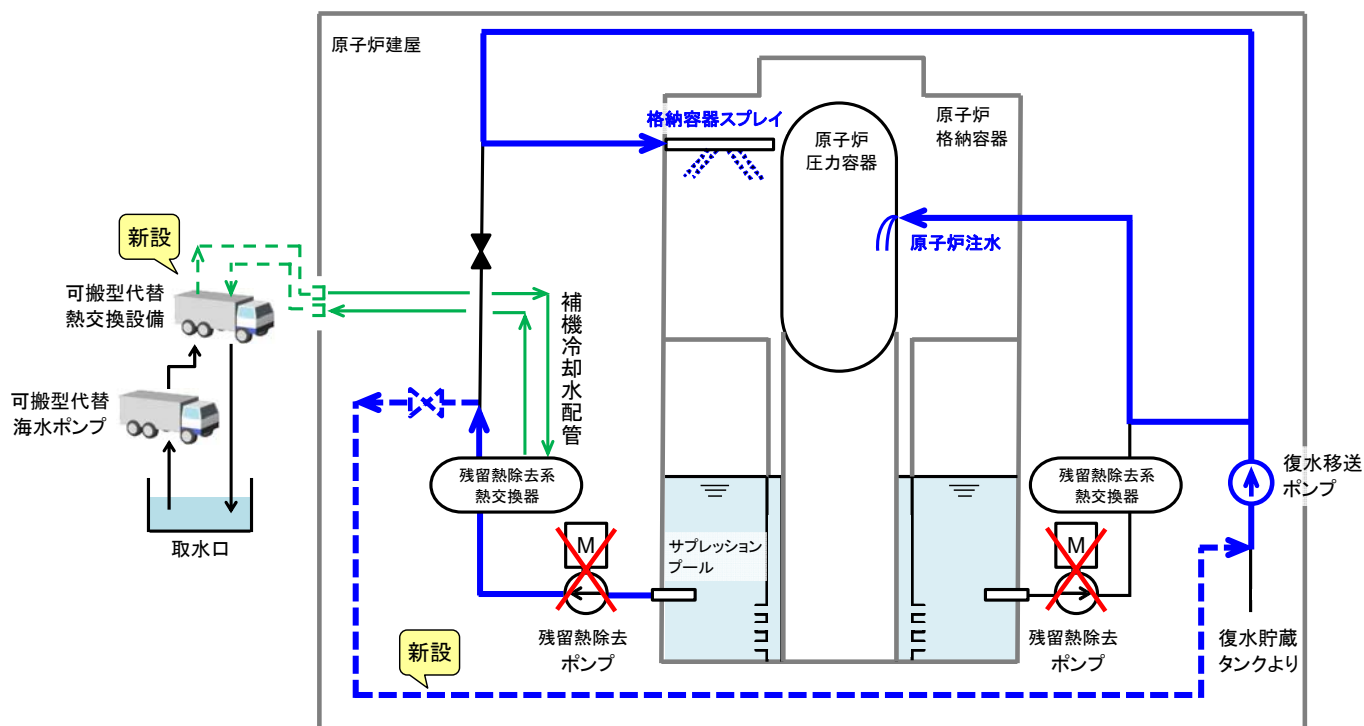 原子炉建屋
格納容器スプレイ
原子炉
圧力容器
原子炉
格納容器
新設
原子炉注水
可搬型代替
熱交換設備
補機冷却水配管
可搬型代替
海水ポンプ
残留熱除去系
熱交換器
残留熱除去系
熱交換器
復水移送
ポンプ
取水口
M
サプレッション
プール
M
残留熱除去
ポンプ
残留熱除去
ポンプ
復水貯蔵
タンクより
新設